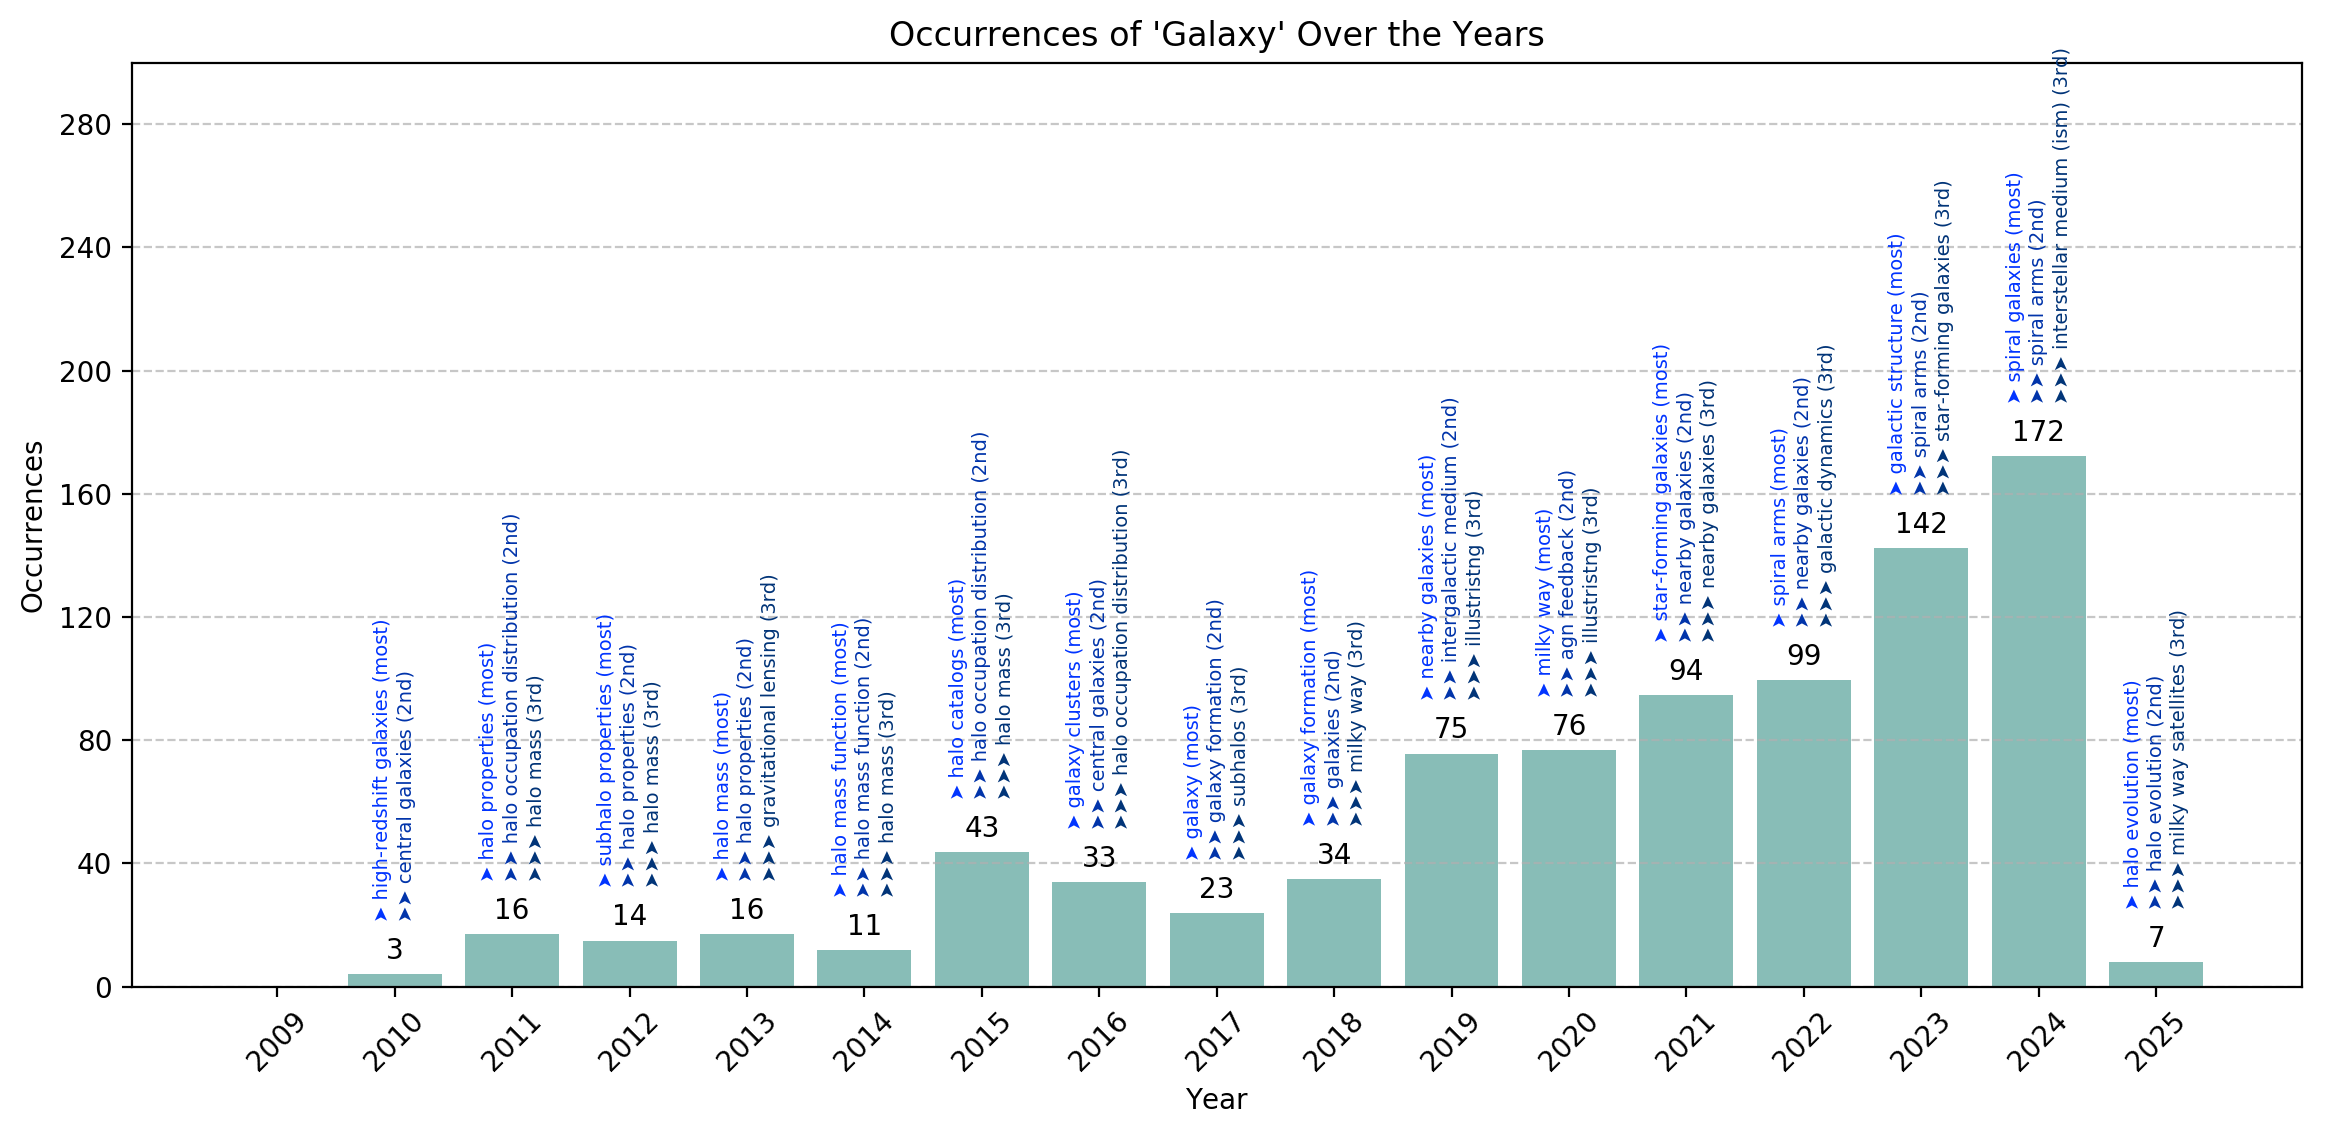 Occurrences of 'Galaxy' Over the Years
Occurrences
280
240
200
160
120
80
40
0
high-redshift galaxies (most)
central galaxies (2nd)
3
halo properties (most)
halo occupation distribution (2nd)
halo mass (3rd)
16
subhalo properties (most)
halo properties (2nd)
halo mass (3rd)
14
halo mass (most)
halo properties (2nd)
gravitational lensing (3rd)
16
halo mass function (most)
halo mass function (2nd)
halo mass (3rd)
11
halo catalogs (most)
halo occupation distribution (2nd)
halo mass (3rd)
43
galaxy clusters (most)
central galaxies (2nd)
halo occupation distribution (3rd)
33
galaxy (most)
galaxy formation (2nd)
subhalos (3rd)
23
galaxy formation (most)
galaxies (2nd)
milky way (3rd)
34
nearby galaxies (most)
intergalactic medium (2nd)
illustristng (3rd)
75
milky way (most)
agn feedback (2nd)
illustristng (3rd)
76
star-forming galaxies (most)
nearby galaxies (2nd)
nearby galaxies (3rd)
94
spiral arms (most)
nearby galaxies (2nd)
galactic dynamics (3rd)
99
galactic structure (most)
spiral arms (2nd)
star-forming galaxies (3rd)
142
spiral galaxies (most)
spiral arms (2nd)
interstellar medium (ism) (3rd)
172
halo evolution (most)
halo evolution (2nd)
milky way satellites (3rd)
7
2009
2010
2011
2012
2013
2014
2015
2016
2017
2018
2019
2020
2021
2022
2023
2024
2025
Year